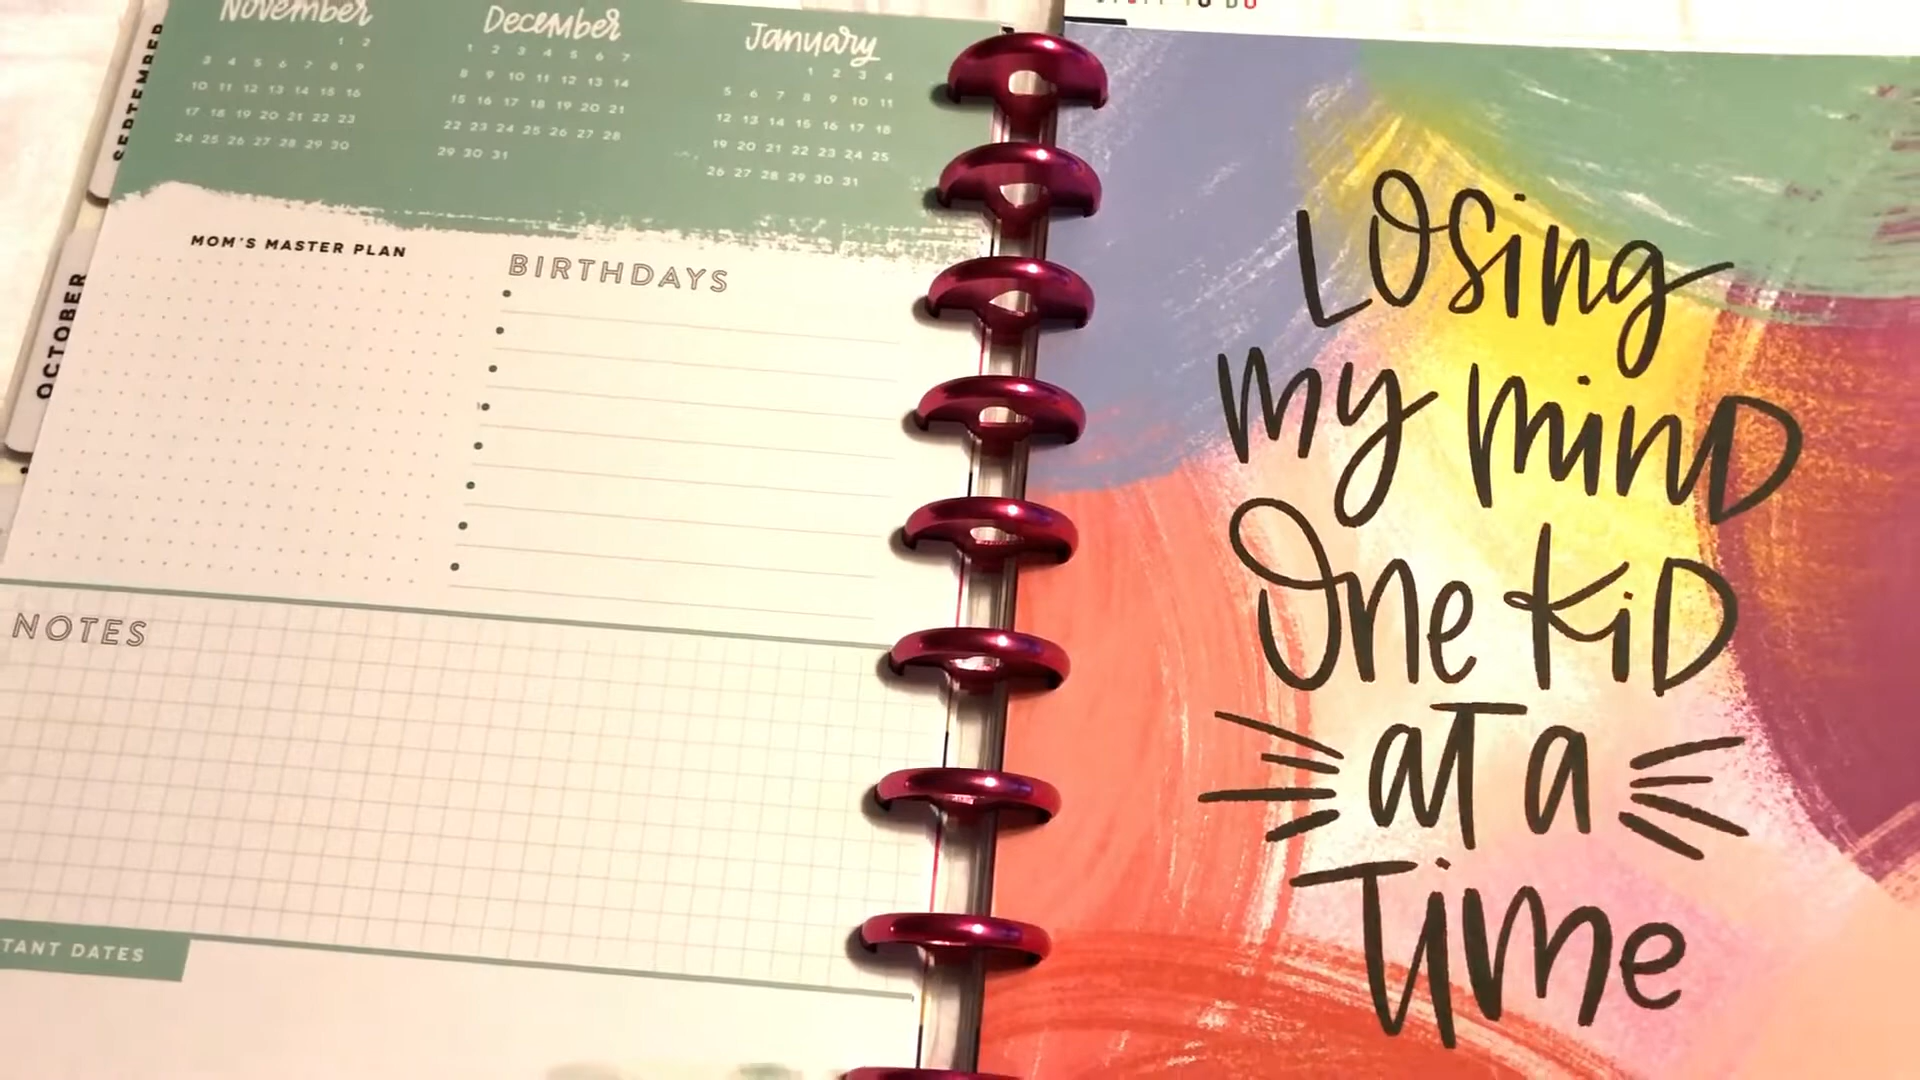 SEPTEMBER
OCTOBER
November
1 2
3 4 5 6 7 8 9
10 11 12 13 14 15 16
17 18 19 20 21 22 23
24 25 26 27 28 29 30
December
1 2 3 4 5 6 7
8 9 10 11 12 13 14
15 16 17 18 19 20 21
22 23 24 25 26 27 28
29 30 31
January
1 2 3 4
5 6 7 8 9 10 11
12 13 14 15 16 17 18
19 20 21 22 23 24 25
26 27 28 29 30 31
MOM'S MASTER PLAN
BIRTHDAYS
NOTES
TANT DATES
TO DO
Losing
my mind
One kid
at a
Time